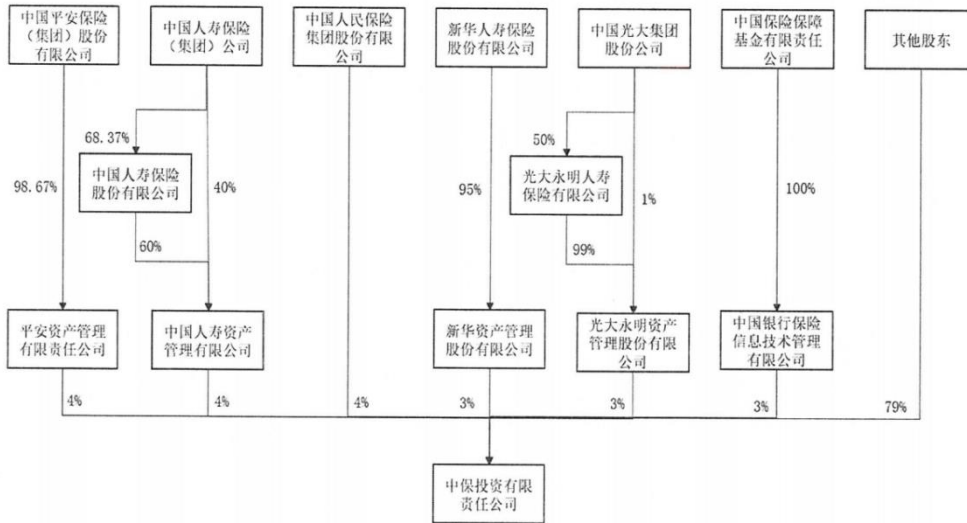 中国平安保险
（集团）股份
有限公司
中国人寿保险
（集团）公司
中国人民保险
集团股份有限
公司
新华人寿保险
股份有限公司
中国光大集团
股份公司
中国保险保障
基金有限责任
公司
其他股东
68.37%
50%
中国人寿保险
股份有限公司
光大永明人寿
保险有限公司
98.67%
40%
95%
1%
100%
60%
99%
平安资产管理
有限责任公司
中国人寿资产
管理有限公司
新华资产管理
股份有限公司
光大永明资产
管理股份有限
公司
中国银行保险
信息技术管理
有限公司
4%
4%
4%
3%
3%
3%
79%
中保投资有限
责任公司